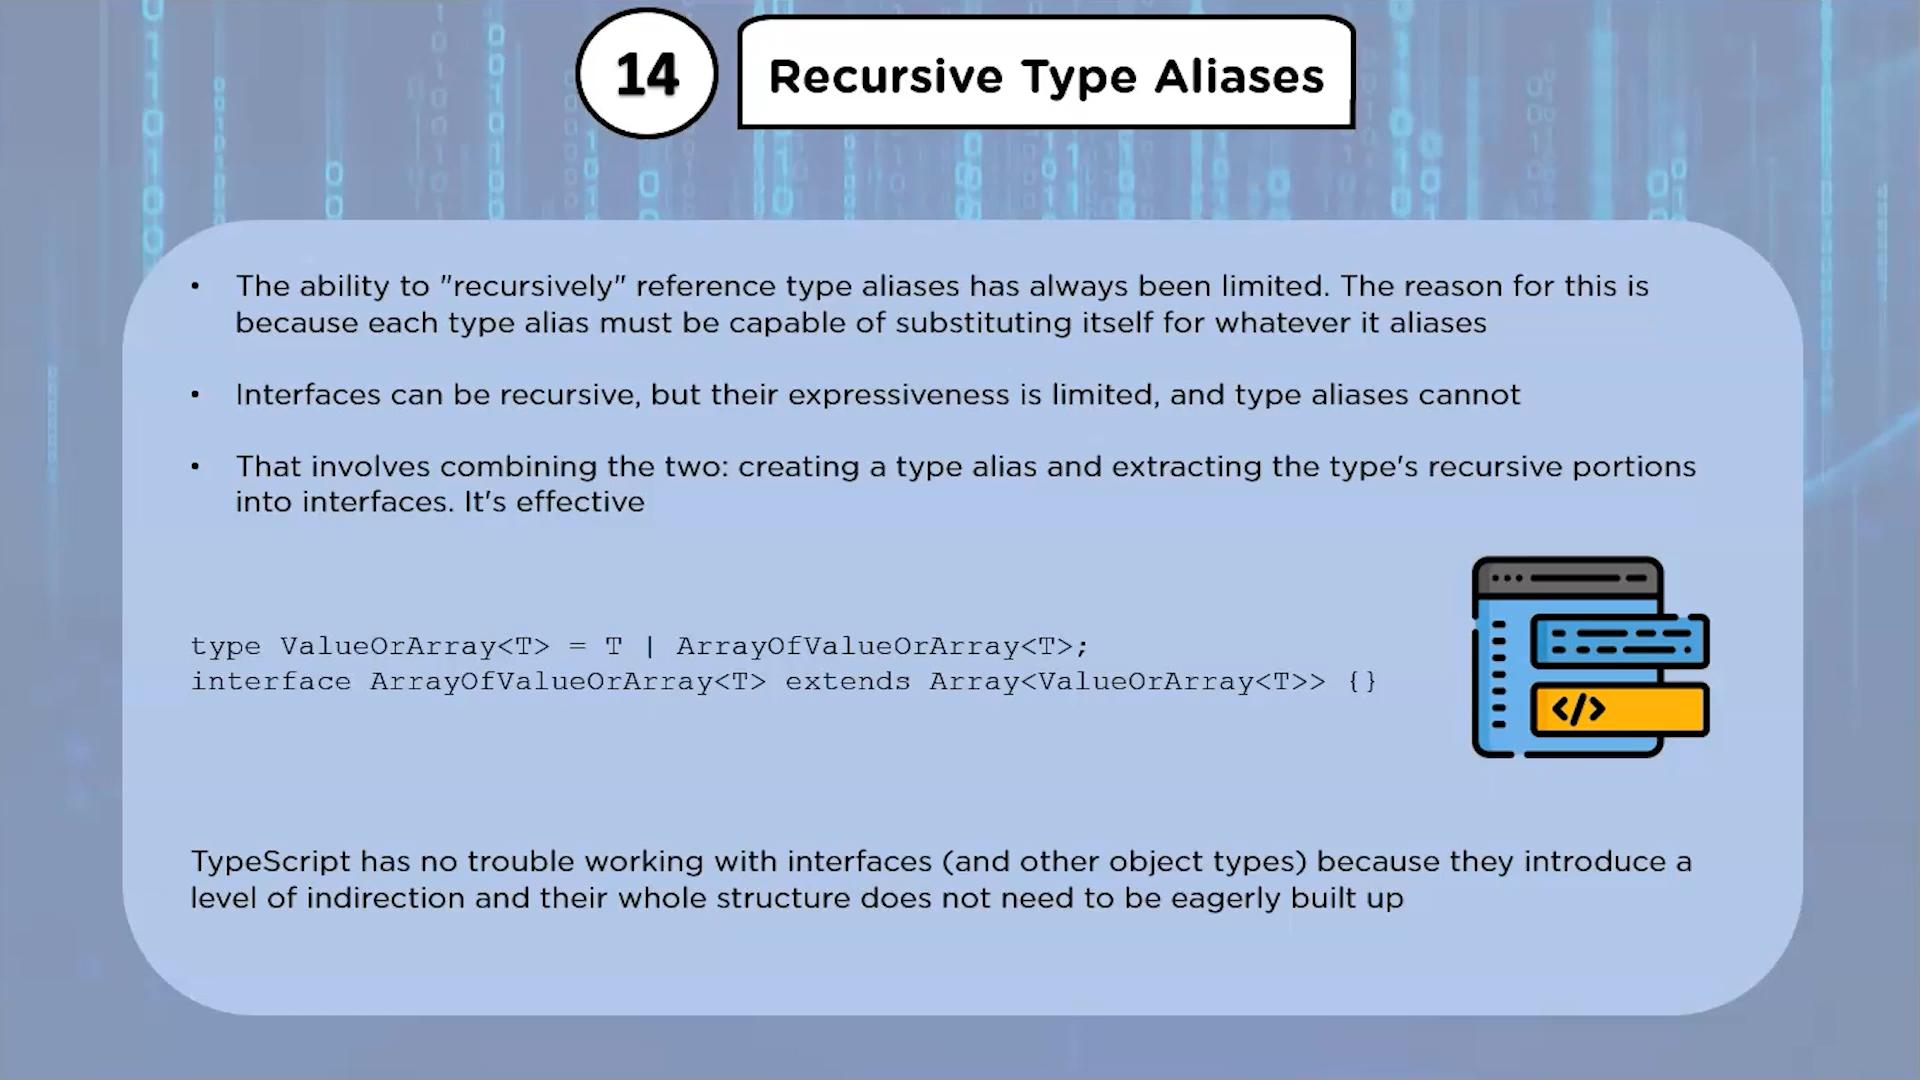 14
Recursive Type Aliases
• The ability to "recursively" reference type aliases has always been limited. The reason for this is
because each type alias must be capable of substituting itself for whatever it aliases
• Interfaces can be recursive, but their expressiveness is limited, and type aliases cannot
• That involves combining the two: creating a type alias and extracting the type's recursive portions
into interfaces. It's effective
type ValueOrArray<T> = T | ArrayOfValueOrArray<T>;
interface ArrayOfValueOrArray<T> extends Array<ValueOrArray<T>> {}
</>
TypeScript has no trouble working with interfaces (and other object types) because they introduce a
level of indirection and their whole structure does not need to be eagerly built up